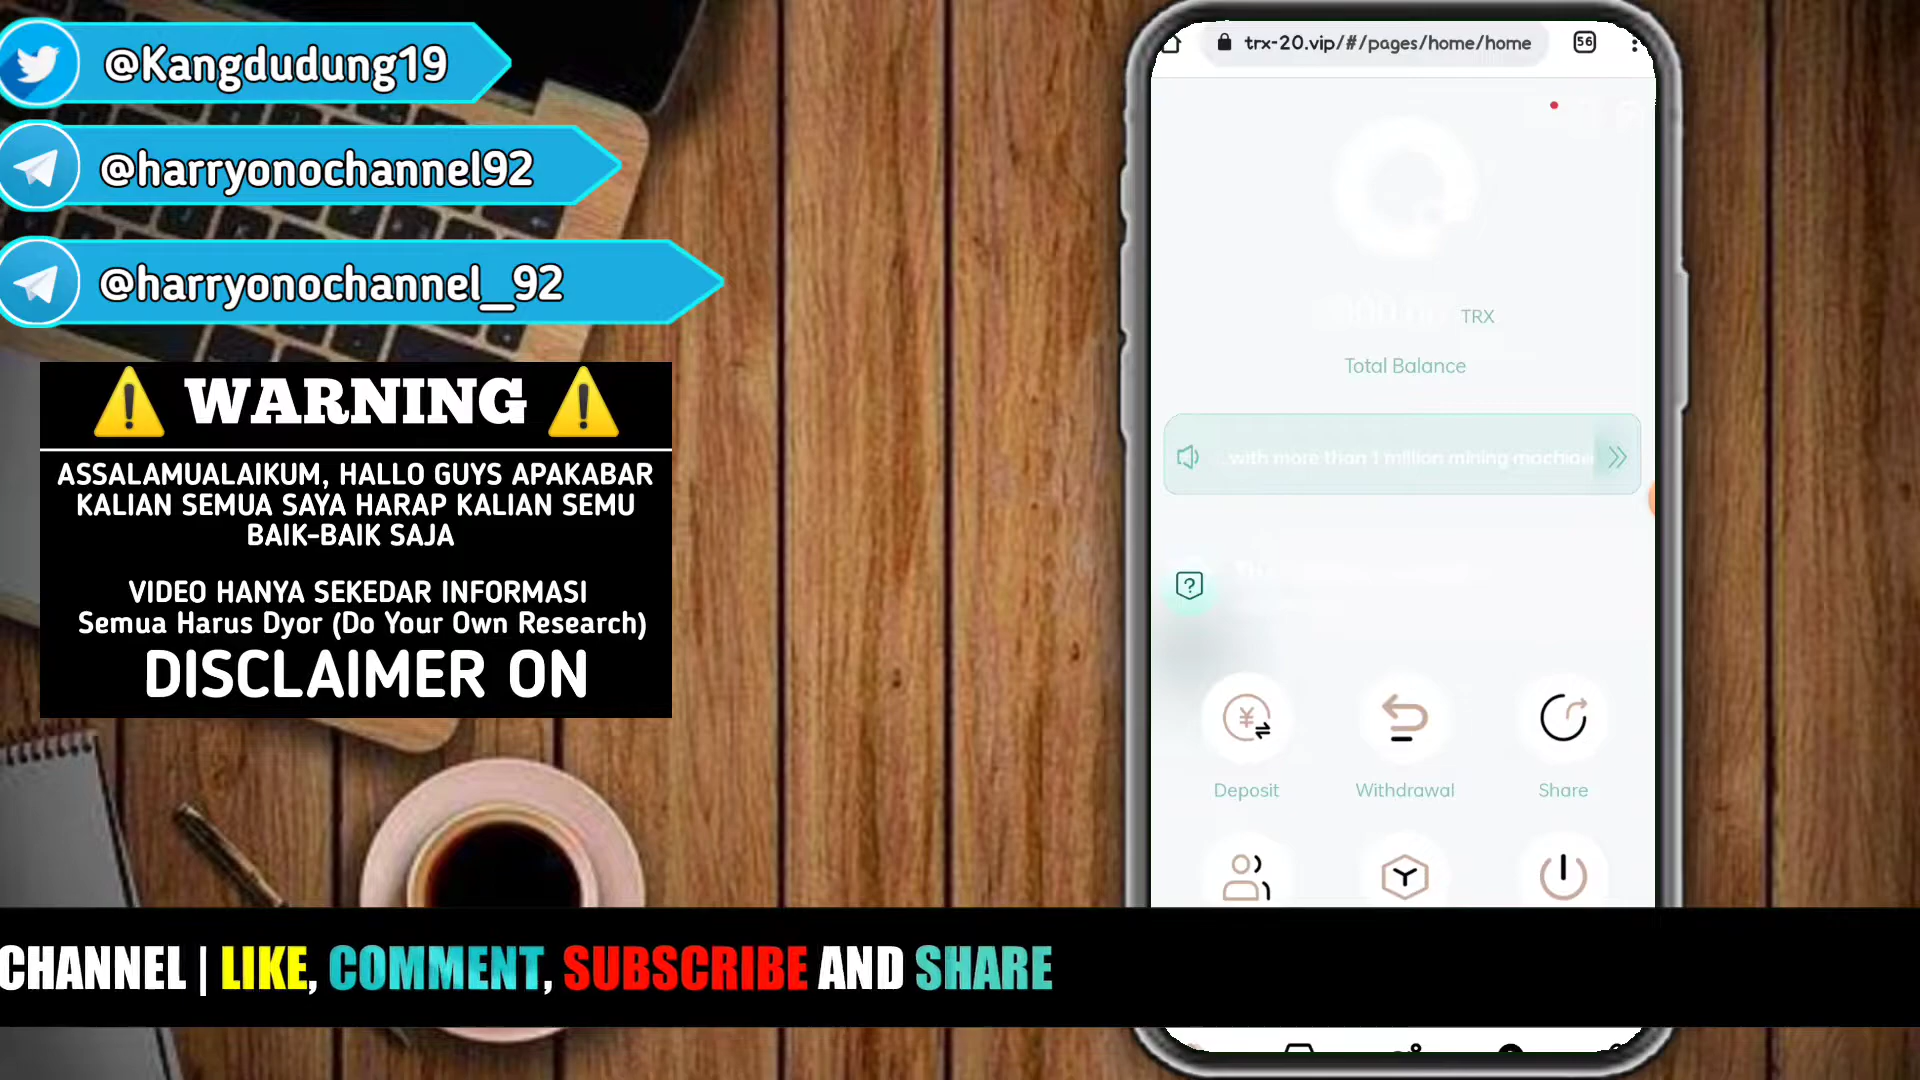 @Kangdudung19
@harryonochannel92
@harryonochannel_92
WARNING
ASSALAMUALAIKUM, HALLO GUYS APAKABAR
KALIAN SEMUA SAYA HARAP KALIAN SEMU
BAIK-BAIK SAJA
VIDEO HANYA SEKEDAR INFORMASI
Semua Harus Dyor (Do Your Own Research)
DISCLAIMER ON
trx-20.vip/#/pages/home/home
56
TRX
Total Balance
with more than 1 million mining machine
Deposit
Withdrawal
Share
CHANNEL | LIKE, COMMENT, SUBSCRIBE AND SHARE